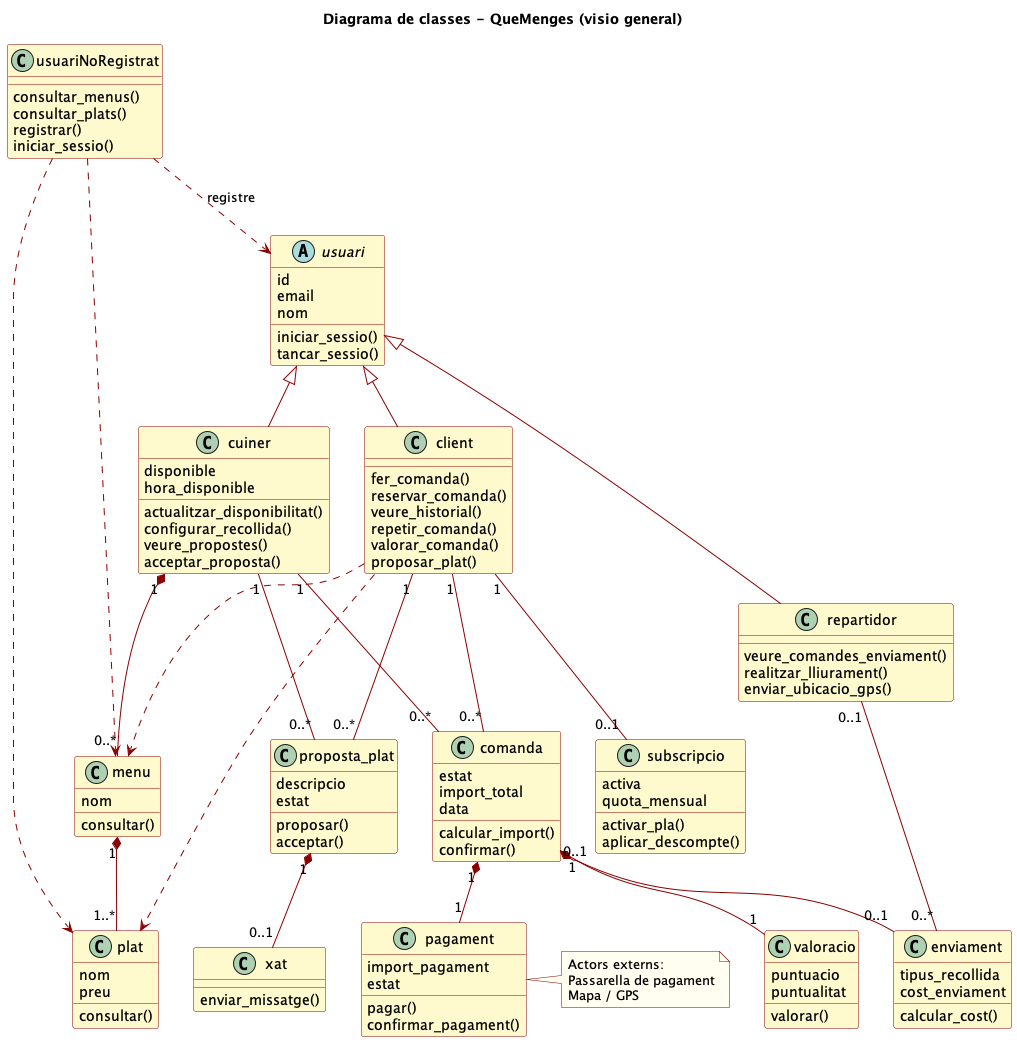 Diagrama de classes - QueMenges (visio general)
C usuariNoRegistrat
consultar_menus()
consultar_plats()
registrar()
iniciar_sessio()
registre
A usuari
id
email
nom
iniciar_sessio()
tancar_sessio()
C cuiner
disponible
hora_disponible
actualitzar_disponibilitat()
configurar_recollida()
veure_propostes()
acceptar_proposta()
C client
fer_comanda()
reservar_comanda()
veure_historial()
repetir_comanda()
valorar_comanda()
proposar_plat()
1
1
1
1
1
1
C repartidor
veure_comandes_enviament()
realitzar_lliurament()
enviar_ubicacio_gps()
0..1
0..*
0..*
0..*
0..*
0..*
0..1
C menu
nom
consultar()
C proposta_plat
descripcio
estat
proposar()
acceptar()
C comanda
estat
import_total
data
calcular_import()
confirmar()
C subscripcio
activa
quota_mensual
activar_pla()
aplicar_descompte()
1
1
1
0..1
1
1..*
0..1
1
1
0..1
0..*
C plat
nom
preu
consultar()
C xat
enviar_missatge()
C pagament
import_pagament
estat
pagar()
confirmar_pagament()
Actors externs:
Passarella de pagament
Mapa / GPS
C valoracio
puntuacio
puntualitat
valorar()
C enviament
tipus_recollida
cost_enviament
calcular_cost()